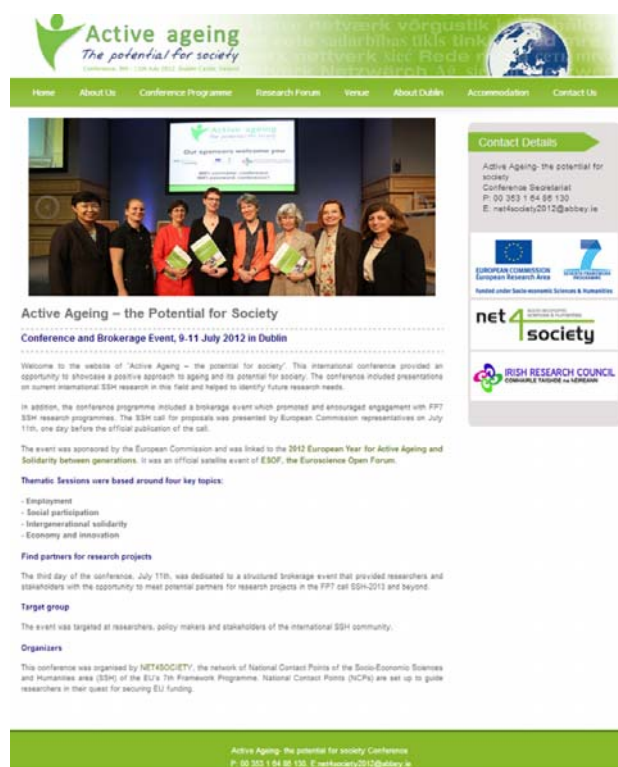 Active ageing
The potential for society
Home About Us Conference Programme Research Forum Venue About Dublin Accommodation Contact Us
Active ageing
Our sponsors welcome you
Contact Details
Active Ageing- the potential for
society
Conference Secretariat
P: 00 353 1 64 86 130
E: net4society2012@abbey.ie
EUROPEAN COMMISSION
European Research Area
SEVENTH FRAMEWORK
PROGRAMME
Funded under Socio-economic Sciences & Humanities
net 4 society
IRISH RESEARCH COUNCIL
COMHAIRLE TAIGHDE na hÉIREANN
Active Ageing – the Potential for Society
Conference and Brokerage Event, 9-11 July 2012 in Dublin
Welcome to the website of "Active Ageing – the potential for society". This international conference provided an
opportunity to showcase a positive approach to ageing and its potential for society. The conference included presentations
on current international SSH research in this field and helped to identify future research needs.
In addition, the conference programme included a brokerage event which promoted and encouraged engagement with FP7
SSH research programmes. The SSH call for proposals was presented by European Commission representatives on July
11th, one day before the official publication of the call.
The event was sponsored by the European Commission and was linked to the 2012 European Year for Active Ageing and
Solidarity between generations. It was an official satellite event of ESOF, the Euroscience Open Forum.
Thematic Sessions were based around four key topics:
- Employment
- Social participation
- Intergenerational solidarity
- Economy and innovation
Find partners for research projects
The third day of the conference, July 11th, was dedicated to a structured brokerage event that provided researchers and
stakeholders with the opportunity to meet potential partners for research projects in the FP7 call SSH-2013 and beyond.
Target group
The event was targeted at researchers, policy makers and stakeholders of the international SSH community.
Organizers
This conference was organised by NET4SOCIETY, the network of National Contact Points of the Socio-Economic Sciences
and Humanities area (SSH) of the EU's 7th Framework Programme. National Contact Points (NCPs) are set up to guide
researchers in their quest for securing EU funding.
Active Ageing- the potential for society Conference
P: 00 353 1 64 86 130, E:net4society2012@abbey.ie